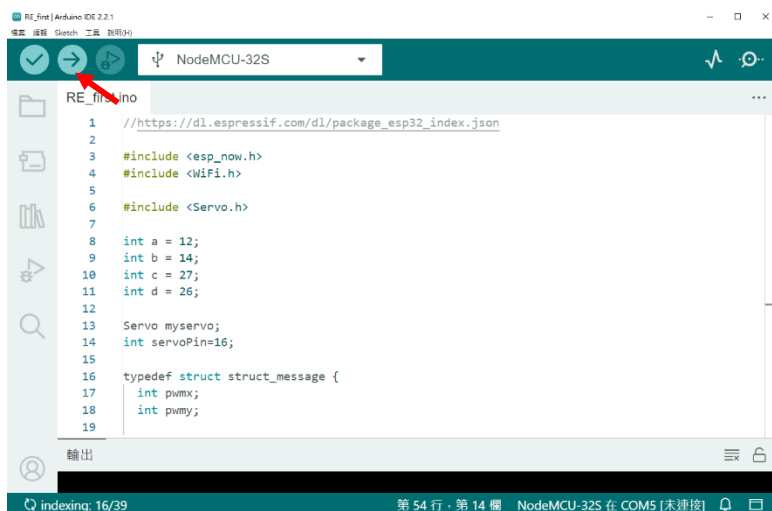 RE_first | Arduino IDE 2.2.1
檔案 編輯 Sketch 工具 說明(H)
NodeMCU-32S
RE_first.ino
1 //https://dl.espressif.com/dl/package_esp32_index.json
2
3 #include <esp_now.h>
4 #include <WiFi.h>
5
6 #include <Servo.h>
7
8 int a = 12;
9 int b = 14;
10 int c = 27;
11 int d = 26;
12
13 Servo myservo;
14 int servoPin=16;
15
16 typedef struct struct_message {
17 int pwmx;
18 int pwmy;
19
輸出
indexing: 16/39 第 54 行，第 14 欄 NodeMCU-32S 在 COM5 [未連接]